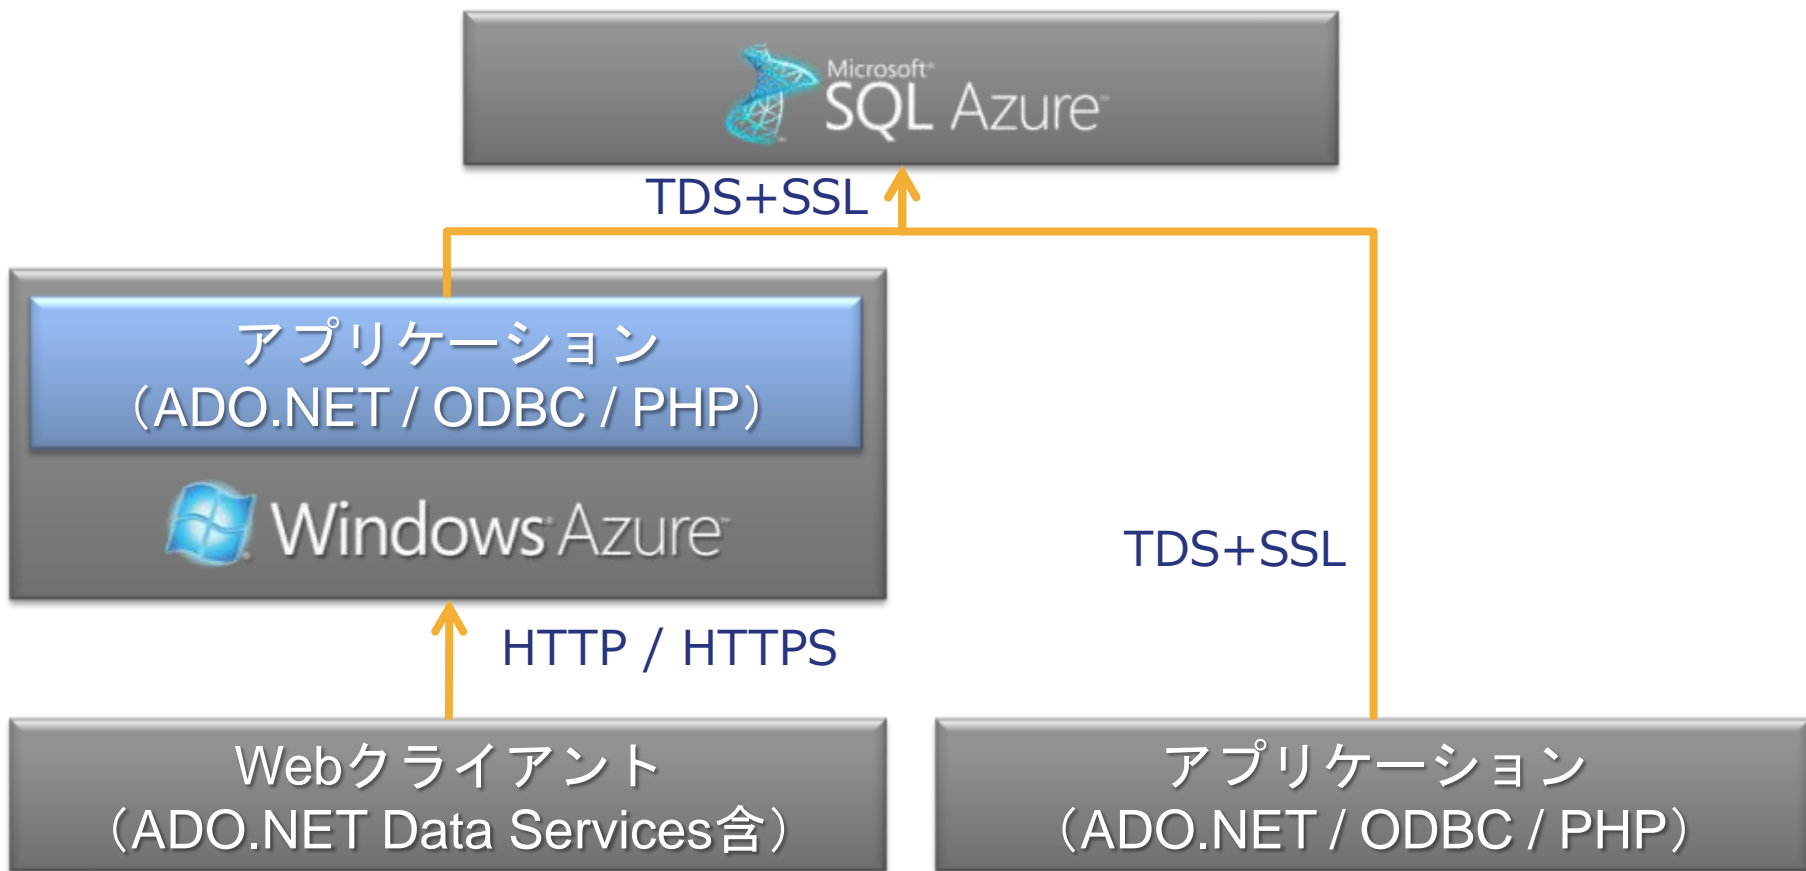 Microsoft®
SQL Azure™
TDS+SSL
アプリケーション
（ADO.NET / ODBC / PHP）
Windows® Azure™
TDS+SSL
HTTP / HTTPS
Webクライアント
（ADO.NET Data Services含）
アプリケーション
（ADO.NET / ODBC / PHP）